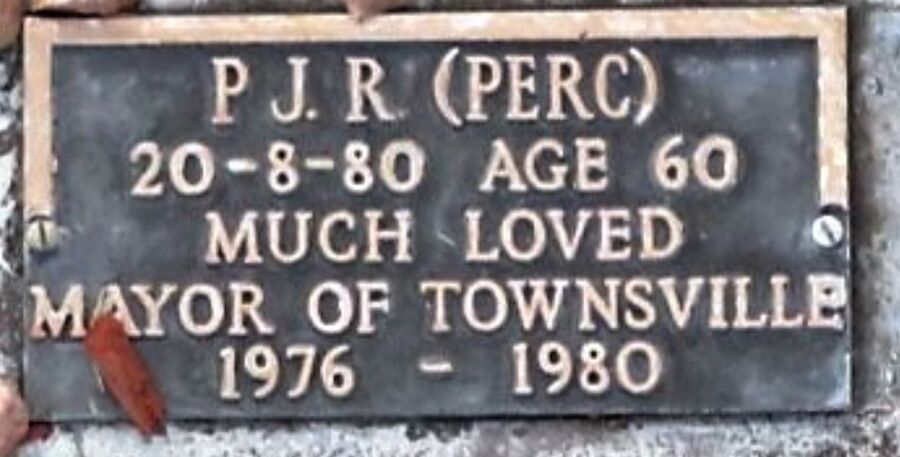 P J. R. (PERC)
20-8-80 AGE 60
MUCH LOVED
MAYOR OF TOWNSVILLE
1976 - 1980